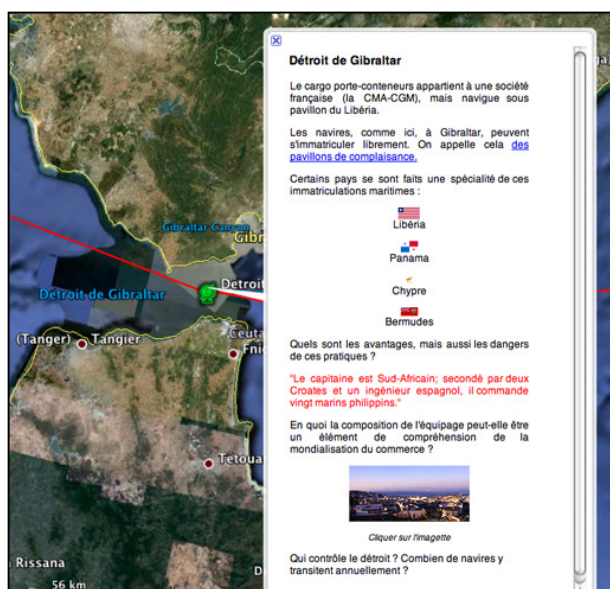 Détroit de Gibraltar
Le cargo porte-conteneurs appartient à une société
française (la CMA-CGM), mais navigue sous
pavillon du Libéria.
Les navires, comme ici, à Gibraltar, peuvent
s'immatriculer librement. On appelle cela des
pavillons de complaisance.
Certains pays se sont faits une spécialité de ces
immatriculations maritimes :
Libéria
Panama
Chypre
Bermudes
Quels sont les avantages, mais aussi les dangers
de ces pratiques ?
"Le capitaine est Sud-Africain; secondé par deux
Croates et un ingénieur espagnol, il commande
vingt marins philippins."
En quoi la composition de l'équipage peut-elle être
un élément de compréhension de la
mondialisation du commerce ?
Cliquer sur l'imagette
Qui contrôle le détroit ? Combien de navires y
transitent annuellement ?
Gibraltar Canyon
Gibr
Détroit
Détroit de Gibraltar
Ceuta
(Tanger) Tangier
Fnic
Tetoua
Rissana
56 km
D